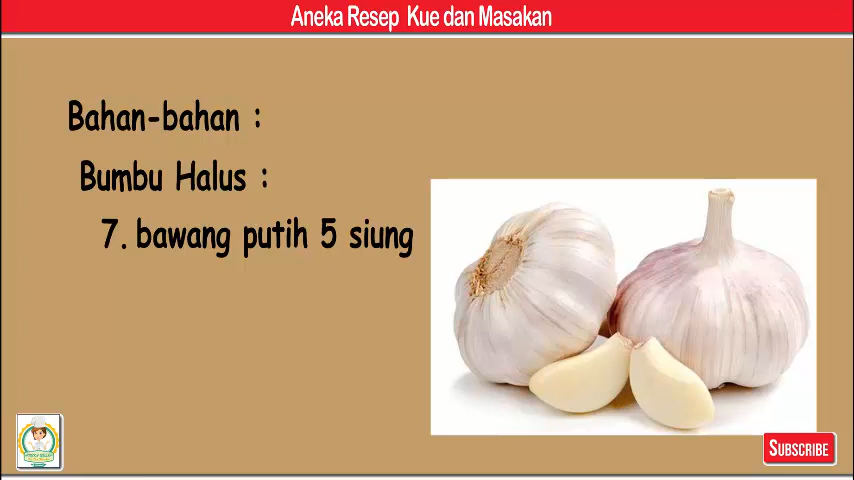 Aneka Resep Kue dan Masakan
Bahan-bahan :
Bumbu Halus :
7. bawang putih 5 siung
SUBSCRIBE